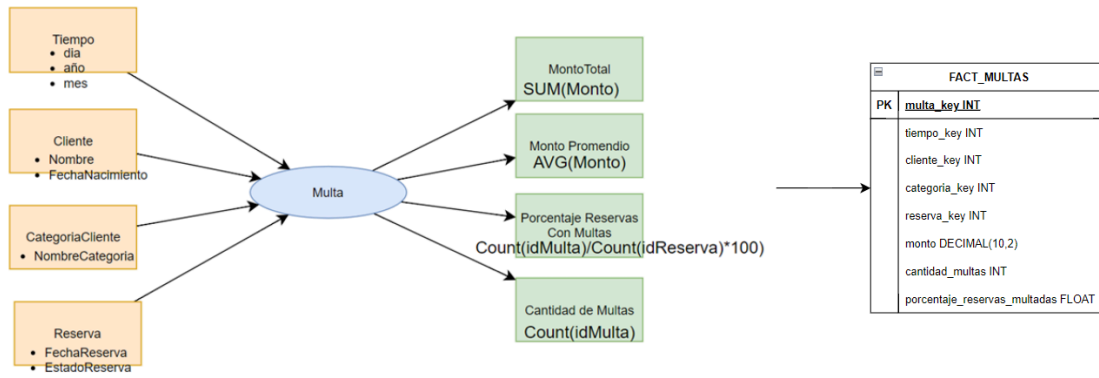 Tiempo
dia
año
mes
Cliente
Nombre
FechaNacimiento
CategoriaCliente
NombreCategoria
Reserva
FechaReserva
EstadoReserva
Multa
MontoTotal
SUM(Monto)
Monto Promendio
AVG(Monto)
Porcentaje Reservas
Con Multas
Count(idMulta)/Count(idReserva)*100)
Cantidad de Multas
Count(idMulta)
FACT_MULTAS
PK multa_key INT
tiempo_key INT
cliente_key INT
categoria_key INT
reserva_key INT
monto DECIMAL(10,2)
cantidad_multas INT
porcentaje_reservas_multadas FLOAT